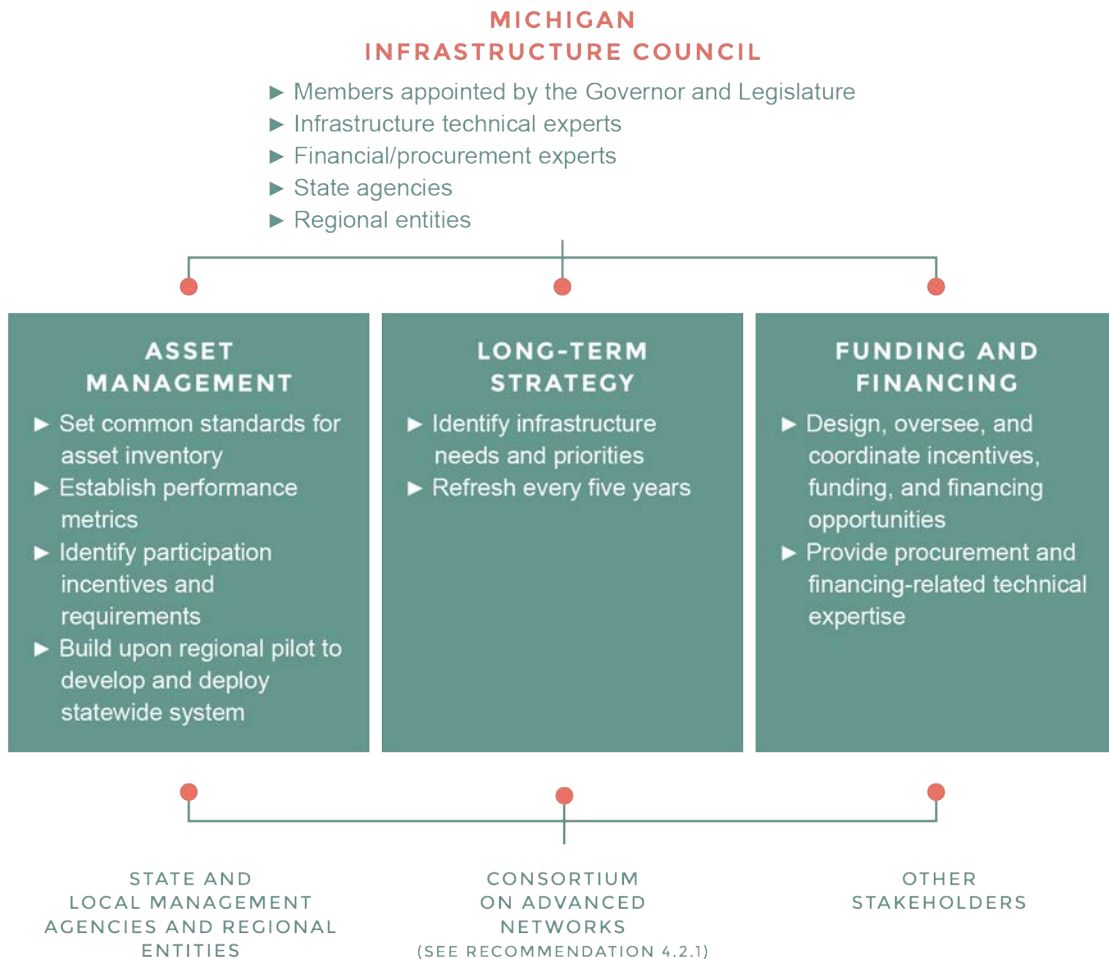 MICHIGAN
INFRASTRUCTURE COUNCIL
► Members appointed by the Governor and Legislature
► Infrastructure technical experts
► Financial/procurement experts
► State agencies
► Regional entities
ASSET
MANAGEMENT
► Set common standards for
asset inventory
► Establish performance
metrics
► Identify participation
incentives and
requirements
► Build upon regional pilot to
develop and deploy
statewide system
LONG-TERM
STRATEGY
► Identify infrastructure
needs and priorities
► Refresh every five years
FUNDING AND
FINANCING
► Design, oversee, and
coordinate incentives,
funding, and financing
opportunities
► Provide procurement and
financing-related technical
expertise
STATE AND
LOCAL MANAGEMENT
AGENCIES AND REGIONAL
ENTITIES
CONSORTIUM
ON ADVANCED
NETWORKS
(SEE RECOMMENDATION 4.2.1)
OTHER
STAKEHOLDERS